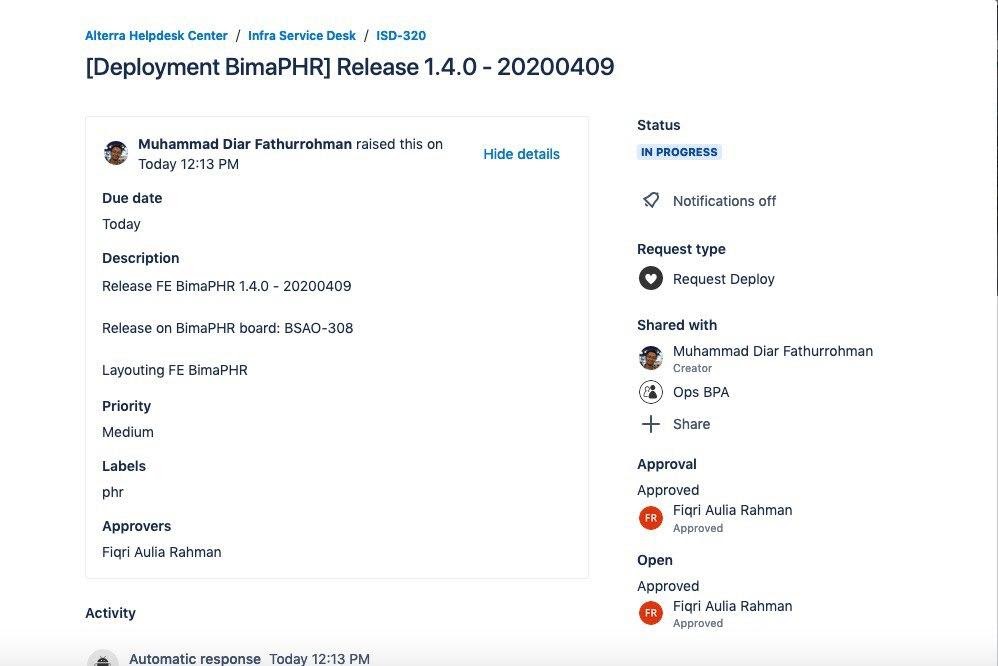 Alterra Helpdesk Center / Infra Service Desk / ISD-320
[Deployment BimaPHR] Release 1.4.0 - 20200409
Muhammad Diar Fathurrohman raised this on
Today 12:13 PM
Hide details
Due date
Today
Description
Release FE BimaPHR 1.4.0 - 20200409
Release on BimaPHR board: BSAO-308
Layouting FE BimaPHR
Priority
Medium
Labels
phr
Approvers
Fiqri Aulia Rahman
Activity
Automatic response Today 12:13 PM
Status
IN PROGRESS
Notifications off
Request type
Request Deploy
Shared with
Muhammad Diar Fathurrohman
Creator
Ops BPA
Share
Approval
Approved
FR
Fiqri Aulia Rahman
Approved
Open
Approved
FR
Fiqri Aulia Rahman
Approved